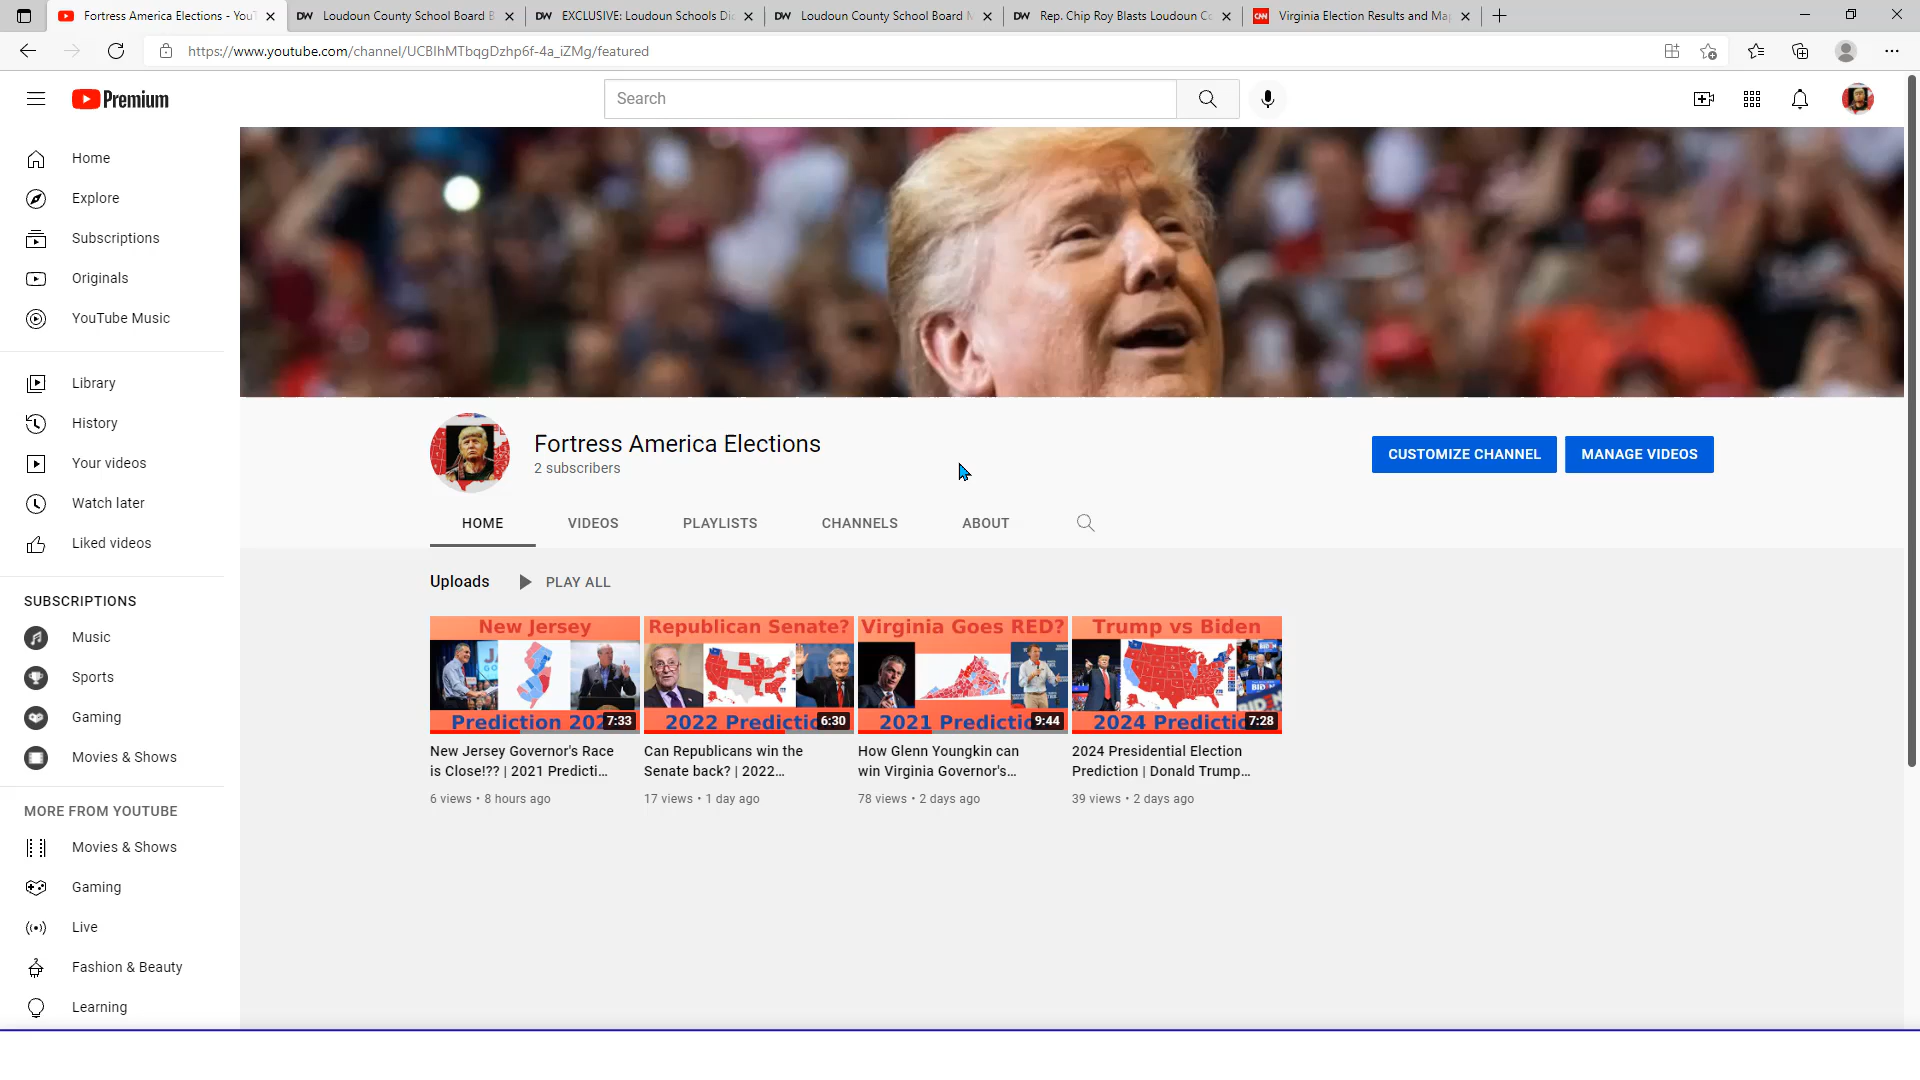 Fortress America Elections - YouT
Loudoun County School Board B
EXCLUSIVE: Loudoun Schools Di
Loudoun County School Board M
Rep. Chip Roy Blasts Loudoun C
Virginia Election Results and Ma
https://www.youtube.com/channel/UCBIhMTbqgDzhp6f-4a_iZMg/featured
Premium
Search
Home
Explore
Subscriptions
Originals
YouTube Music
Library
History
Your videos
Watch later
Liked videos
SUBSCRIPTIONS
Music
Sports
Gaming
Movies & Shows
MORE FROM YOUTUBE
Movies & Shows
Gaming
Live
Fashion & Beauty
Learning
Fortress America Elections
2 subscribers
CUSTOMIZE CHANNEL
MANAGE VIDEOS
HOME
VIDEOS
PLAYLISTS
CHANNELS
ABOUT
Uploads
PLAY ALL
New Jersey
Prediction 202
7:33
New Jersey Governor's Race
is Close!?? | 2021 Predicti...
6 views • 8 hours ago
Republican Senate?
2022 Predictio
6:30
Can Republicans win the
Senate back? | 2022...
17 views • 1 day ago
Virginia Goes RED?
2021 Predictio
9:44
How Glenn Youngkin can
win Virginia Governor's...
78 views • 2 days ago
Trump vs Biden
2024 Predictio
7:28
2024 Presidential Election
Prediction | Donald Trump...
39 views • 2 days ago